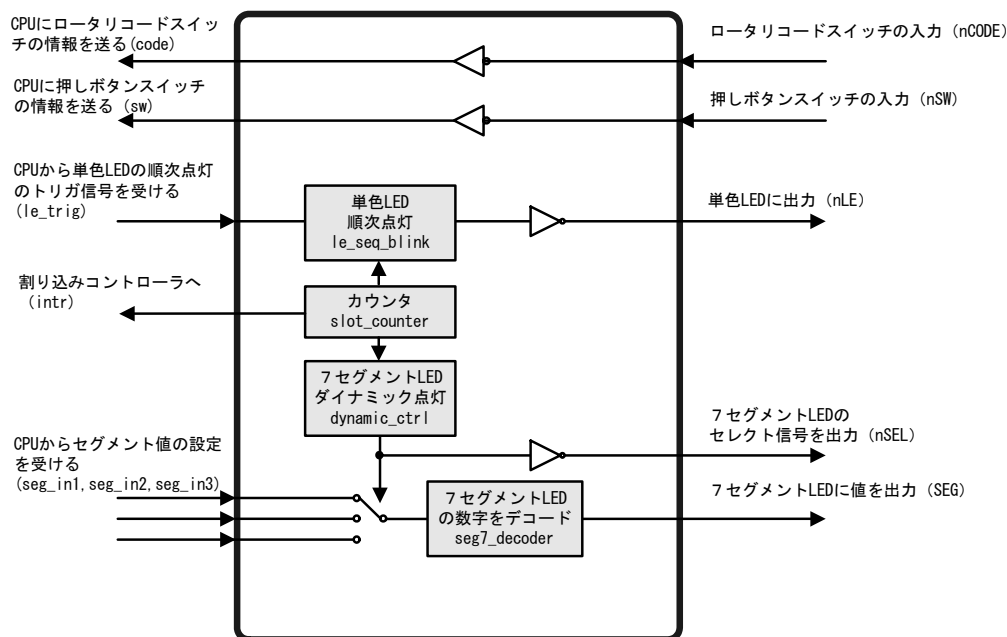 CPUにロータリコードスイッ
チの情報を送る(code)
ロータリコードスイッチの入力（nCODE）
CPUに押しボタンスイッチ
の情報を送る（sw）
押しボタンスイッチの入力（nSW）
CPUから単色LEDの順次点灯
のトリガ信号を受ける
(le_trig)
単色LED
順次点灯
le_seq_blink
単色LEDに出力（nLE）
割り込みコントローラへ
（intr）
カウンタ
slot_counter
７セグメントLED
ダイナミック点灯
dynamic_ctrl
CPUからセグメント値の設定
を受ける
(seg_in1,seg_in2,seg_in3)
７セグメントLEDの
セレクト信号を出力（nSEL）
７セグメントLED
の数字をデコード
seg7_decoder
７セグメントLEDに値を出力（SEG）